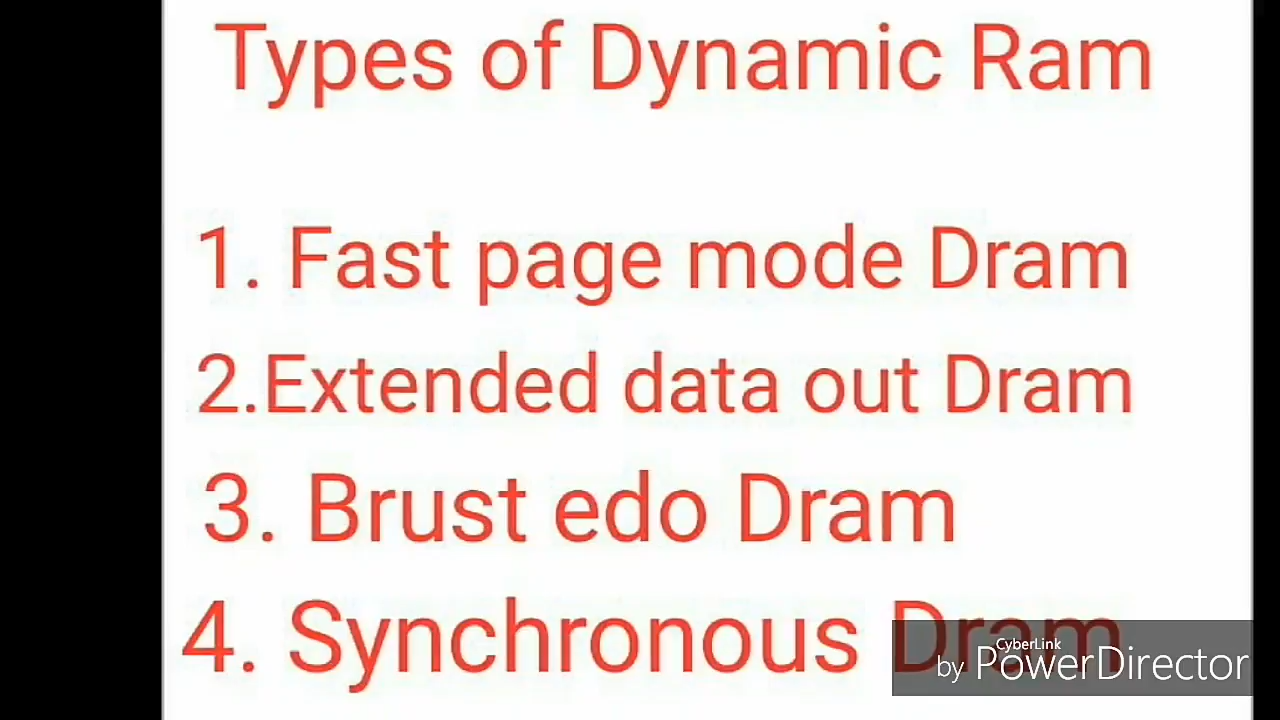 Types of Dynamic Ram
1. Fast page mode Dram
2.Extended data out Dram
3. Brust edo Dram
4. Synchronous Dram
CyberLink
by PowerDirector